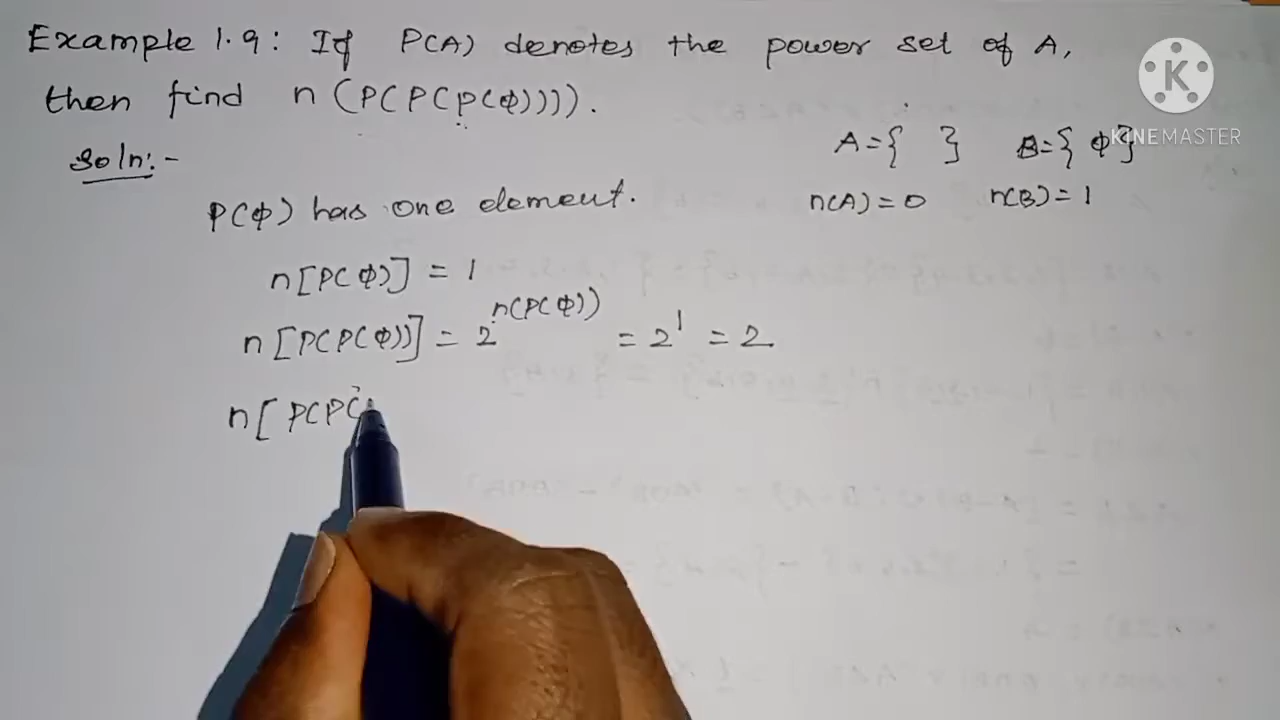 Example 1.9: If P(A) denotes the power set of A,
then find n(P(P(P(φ)))).
Soln:-
A={ } B={ φ}
n(A)=0 n(B)=1
P(φ) has one element.
n[P(φ)] = 1
n[P(P(φ))] = 2^n(P(φ)) = 2^1 = 2
n[P(P(
K
KINEMASTER